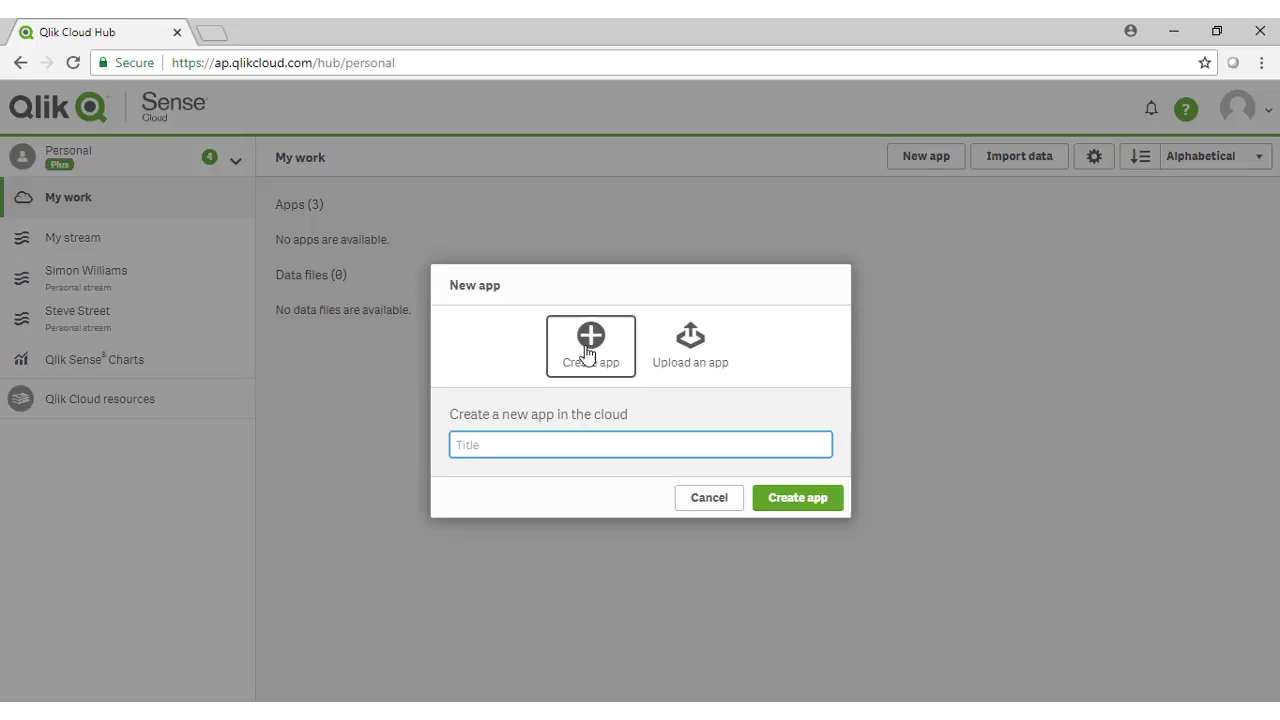 Qlik Cloud Hub
Secure
https://ap.qlikcloud.com/hub/personal
Qlik
Sense
Cloud
?
Personal
Plus
4
My work
New app
Import data
Alphabetical
My work
My stream
Simon Williams
Personal stream
Steve Street
Personal stream
Qlik Sense® Charts
Qlik Cloud resources
Apps (3)
No apps are available.
Data files (0)
No data files are available.
New app
Create app
Upload an app
Create a new app in the cloud
Title
Cancel
Create app